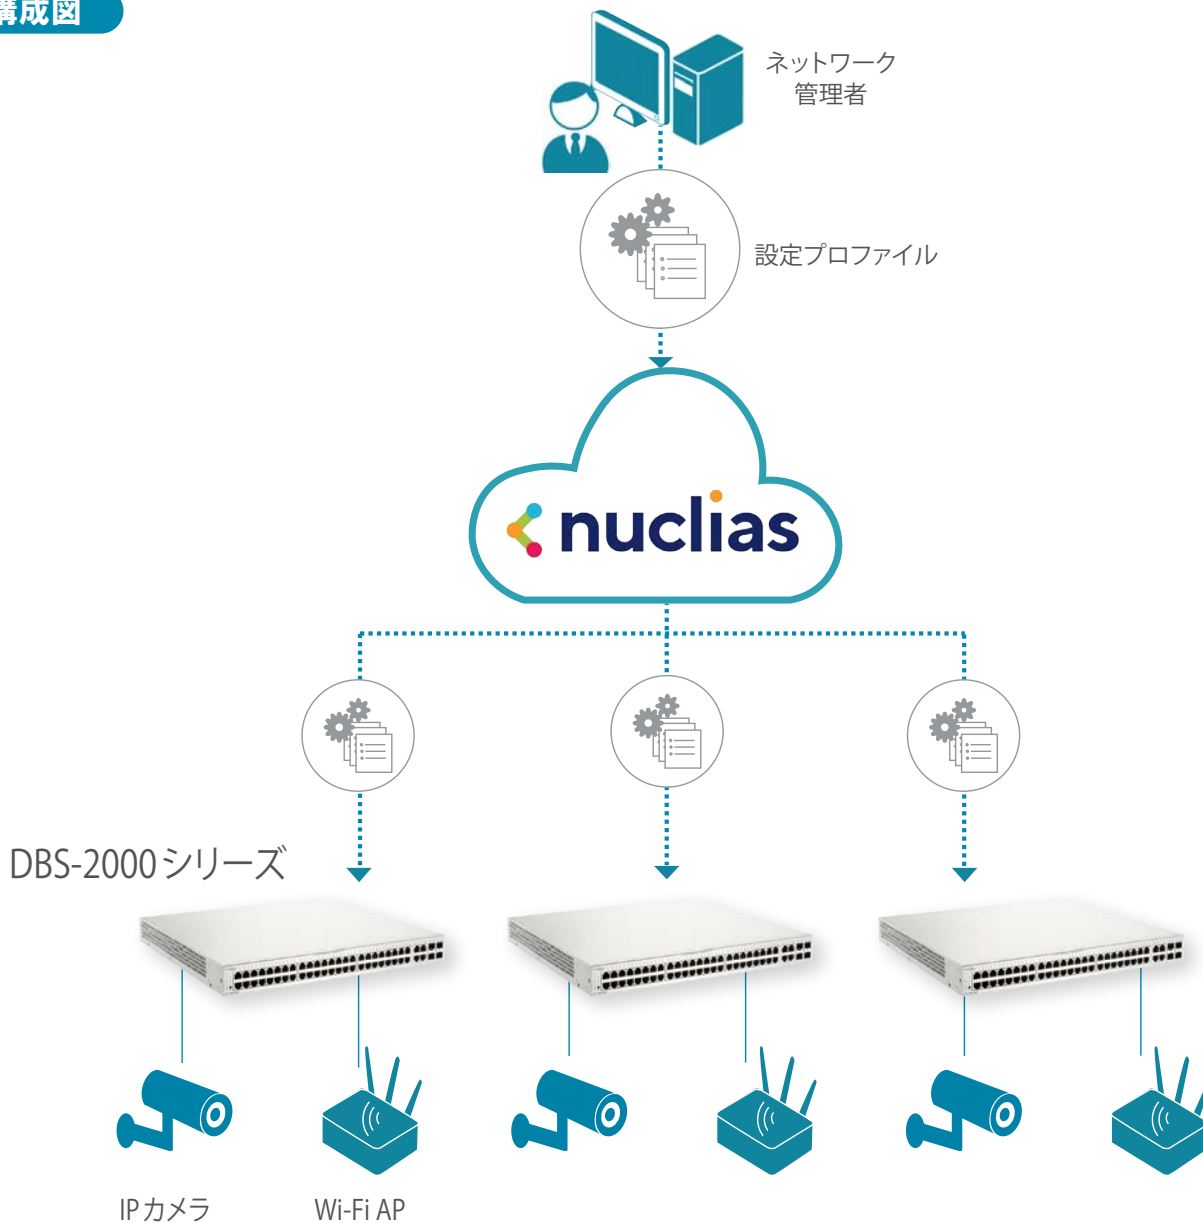 構成図
ネットワーク
管理者
設定プロファイル
nuclias
DBS-2000シリーズ
IPカメラ
Wi-Fi AP